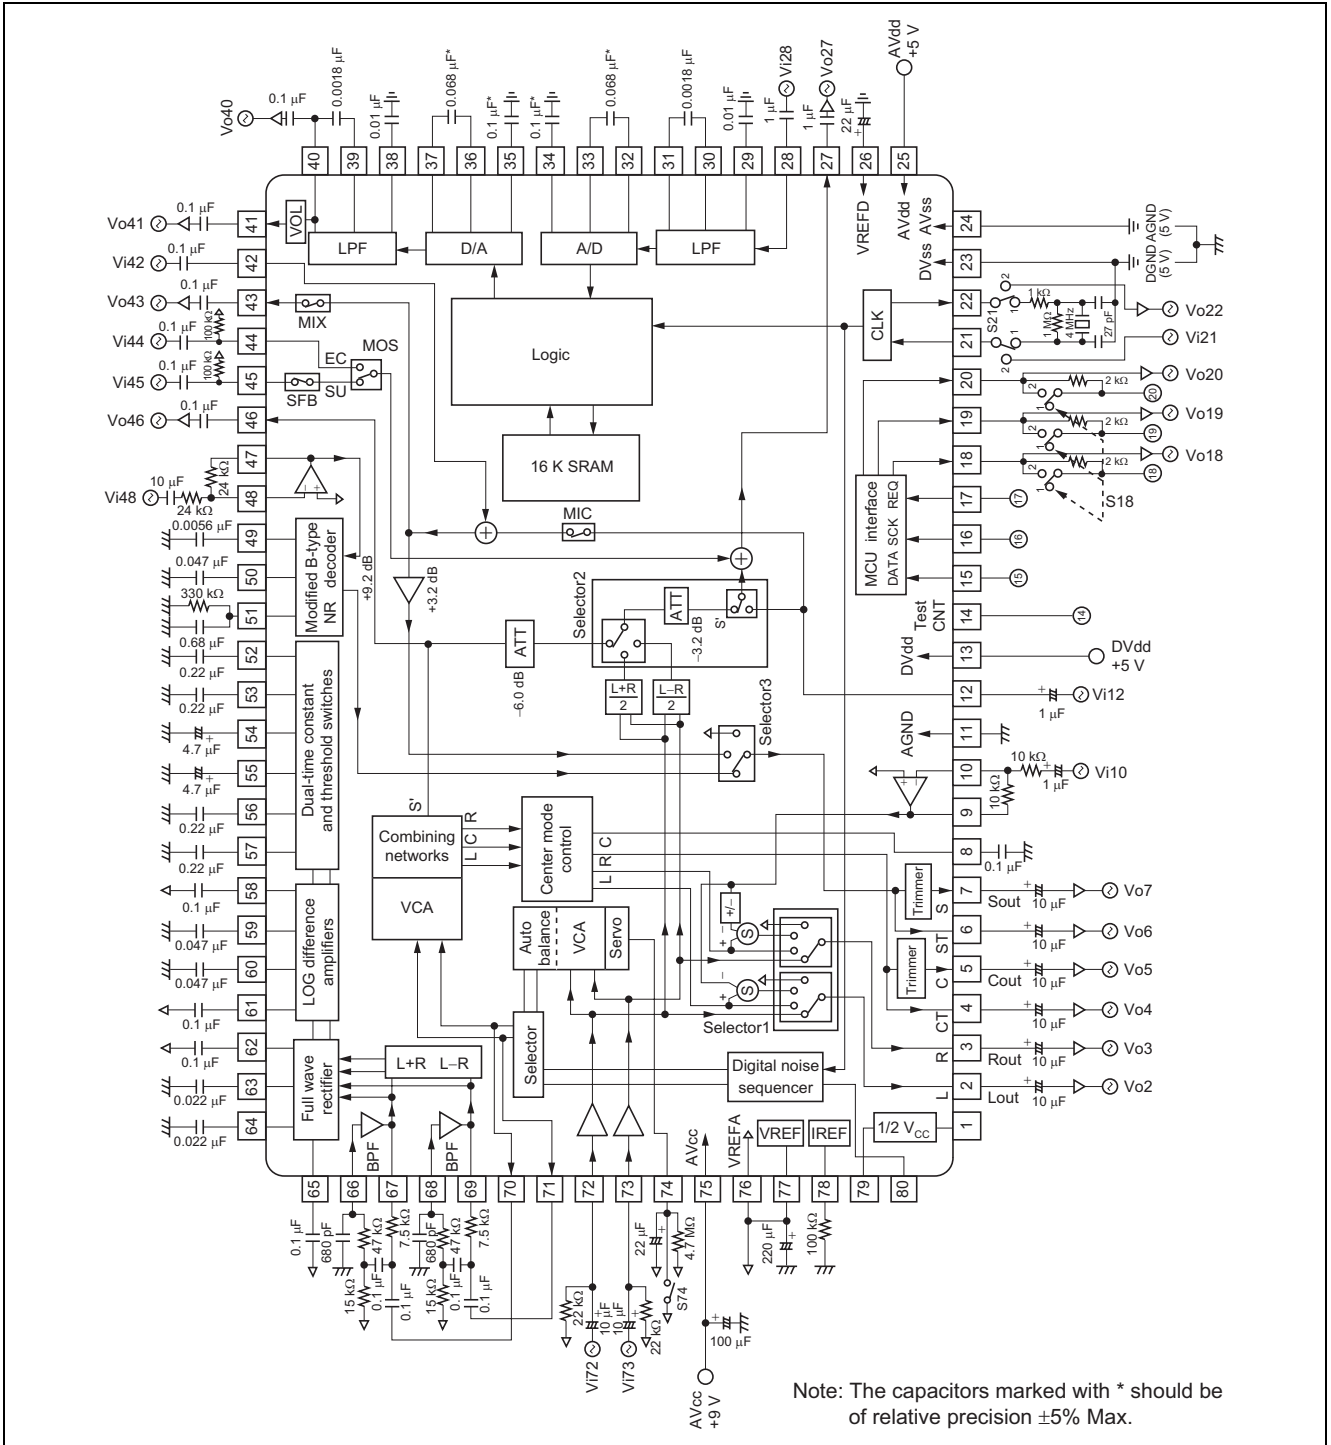 Vo40
0.1 μF
0.0018 μF
0.01 μF
0.068 μF*
0.1 μF*
0.1 μF*
0.068 μF*
0.0018 μF
0.01 μF
1 μF
Vi28
1 μF
Vo27
22 μF
+
AVdd
+5 V
40
39
38
37
36
35
34
33
32
31
30
29
28
27
26
25
VOL
LPF
D/A
A/D
LPF
VREFD
AVdd
AVss
DVss
Vo41
0.1 μF
41
Vi42
0.1 μF
42
Vo43
0.1 μF
43
MIX
100 kΩ
Vi44
0.1 μF
44
EC
MOS
100 kΩ
Vi45
0.1 μF
45
SFB
SU
Vo46
0.1 μF
46
24 kΩ
47
Vi48
10 μF
24 kΩ
48
0.0056 μF
49
0.047 μF
50
330 kΩ
51
0.68 μF
Modified B-type
NR decoder
+9.2 dB
0.22 μF
52
0.22 μF
53
4.7 μF
+
54
4.7 μF
+
55
0.22 μF
56
0.22 μF
57
Dual-time constant
and threshold switches
0.1 μF
58
0.047 μF
59
0.047 μF
60
0.1 μF
61
LOG difference
amplifiers
0.1 μF
62
0.022 μF
63
0.022 μF
64
Full wave
rectifier
Logic
16 K SRAM
CLK
MIC
+
+
+3.2 dB
Selector2
ATT
–3.2 dB
S'
ATT
–6.0 dB
L+R
2
L–R
2
Selector3
S'
Combining
networks
VCA
L C R
Center mode
control
L R C
Auto
balance
VCA
Servo
+/–
–
+
S
–
+
S
Selector1
Selector
Digital noise
sequencer
L+R L–R
BPF
BPF
VREFA
VREF
IREF
AVcc
1/2 VCC
24
AGND
(5 V)
23
DGND
(5 V)
22
S21
1
2
1 kΩ
1 MΩ
4 MHz
27 pF
Vo22
21
1
2
Vi21
20
2
1
2 kΩ
Vo20
20
19
2
1
2 kΩ
Vo19
19
18
2
1
2 kΩ
Vo18
18
S18
MCU interface
DATA SCK REQ
17
17
16
16
15
15
Test
CNT
14
14
DVdd
13
DVdd
+5 V
12
+
1 μF
Vi12
AGND
11
10
10 kΩ
10 kΩ
+
1 μF
Vi10
9
8
0.1 μF
Trimmer
S
7
Sout
+
10 μF
Vo7
ST
6
+
10 μF
Vo6
Trimmer
C
5
Cout
+
10 μF
Vo5
CT
4
+
10 μF
Vo4
R
3
Rout
+
10 μF
Vo3
L
2
Lout
+
10 μF
Vo2
1
65
66
67
68
69
70
71
72
73
74
75
76
77
78
79
80
0.1 μF
680 pF
47 kΩ
7.5 kΩ
15 kΩ
0.1 μF
0.1 μF
680 pF
47 kΩ
7.5 kΩ
15 kΩ
0.1 μF
0.1 μF
22 kΩ
10 μF
+
Vi72
10 μF
+
22 kΩ
Vi73
22 μF
+
4.7 MΩ
S74
220 μF
+
100 kΩ
+
100 μF
AVcc
+9 V
Note: The capacitors marked with * should be
of relative precision ±5% Max.